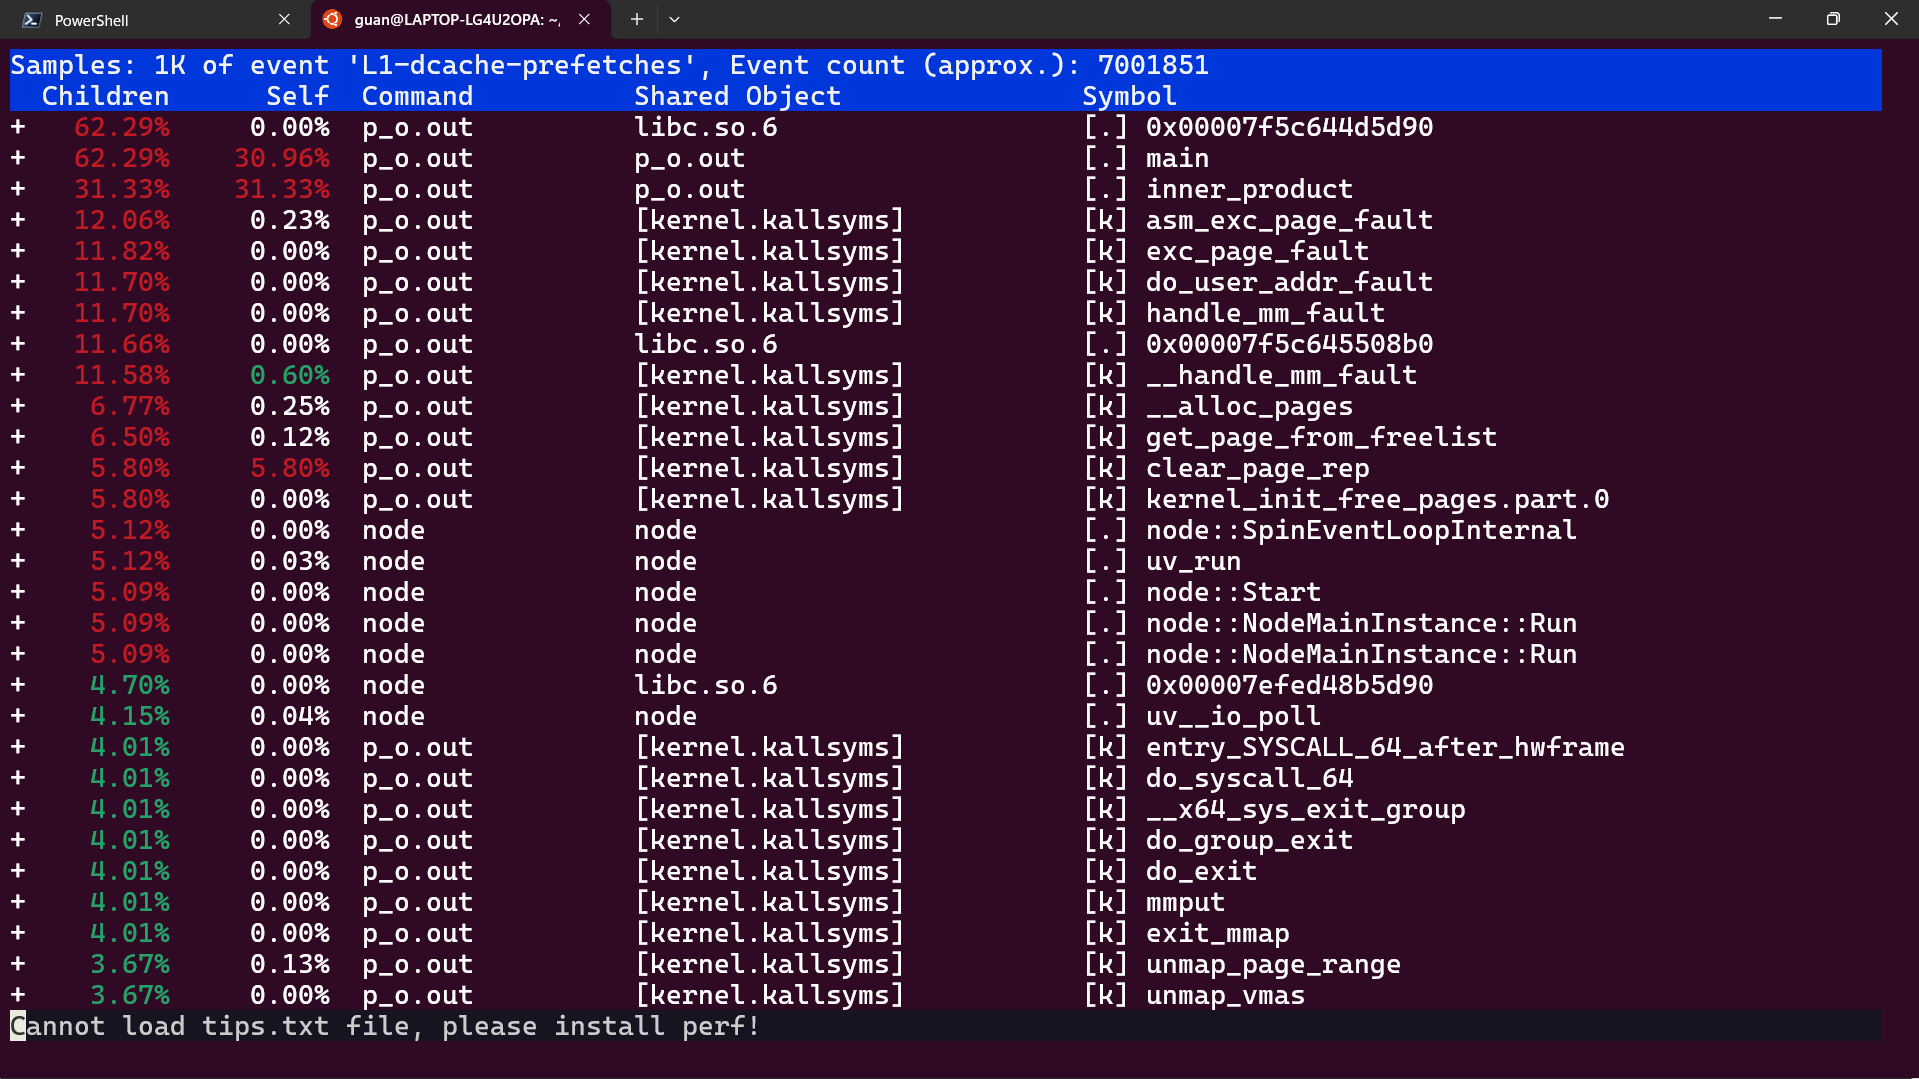 PowerShell
guan@LAPTOP-LG4U2OPA: ~,
Samples: 1K of event 'L1-dcache-prefetches', Event count (approx.): 7001851
Children Self Command Shared Object Symbol
+ 62.29% 0.00% p_o.out libc.so.6 [.] 0x00007f5c644d5d90
+ 62.29% 30.96% p_o.out p_o.out [.] main
+ 31.33% 31.33% p_o.out p_o.out [.] inner_product
+ 12.06% 0.23% p_o.out [kernel.kallsyms] [k] asm_exc_page_fault
+ 11.82% 0.00% p_o.out [kernel.kallsyms] [k] exc_page_fault
+ 11.70% 0.00% p_o.out [kernel.kallsyms] [k] do_user_addr_fault
+ 11.70% 0.00% p_o.out [kernel.kallsyms] [k] handle_mm_fault
+ 11.66% 0.00% p_o.out libc.so.6 [.] 0x00007f5c645508b0
+ 11.58% 0.60% p_o.out [kernel.kallsyms] [k] __handle_mm_fault
+ 6.77% 0.25% p_o.out [kernel.kallsyms] [k] __alloc_pages
+ 6.50% 0.12% p_o.out [kernel.kallsyms] [k] get_page_from_freelist
+ 5.80% 5.80% p_o.out [kernel.kallsyms] [k] clear_page_rep
+ 5.80% 0.00% p_o.out [kernel.kallsyms] [k] kernel_init_free_pages.part.0
+ 5.12% 0.00% node node [.] node::SpinEventLoopInternal
+ 5.12% 0.03% node node [.] uv_run
+ 5.09% 0.00% node node [.] node::Start
+ 5.09% 0.00% node node [.] node::NodeMainInstance::Run
+ 5.09% 0.00% node node [.] node::NodeMainInstance::Run
+ 4.70% 0.00% node libc.so.6 [.] 0x00007efed48b5d90
+ 4.15% 0.04% node node [.] uv__io_poll
+ 4.01% 0.00% p_o.out [kernel.kallsyms] [k] entry_SYSCALL_64_after_hwframe
+ 4.01% 0.00% p_o.out [kernel.kallsyms] [k] do_syscall_64
+ 4.01% 0.00% p_o.out [kernel.kallsyms] [k] __x64_sys_exit_group
+ 4.01% 0.00% p_o.out [kernel.kallsyms] [k] do_group_exit
+ 4.01% 0.00% p_o.out [kernel.kallsyms] [k] do_exit
+ 4.01% 0.00% p_o.out [kernel.kallsyms] [k] mmput
+ 4.01% 0.00% p_o.out [kernel.kallsyms] [k] exit_mmap
+ 3.67% 0.13% p_o.out [kernel.kallsyms] [k] unmap_page_range
+ 3.67% 0.00% p_o.out [kernel.kallsyms] [k] unmap_vmas
Cannot load tips.txt file, please install perf!